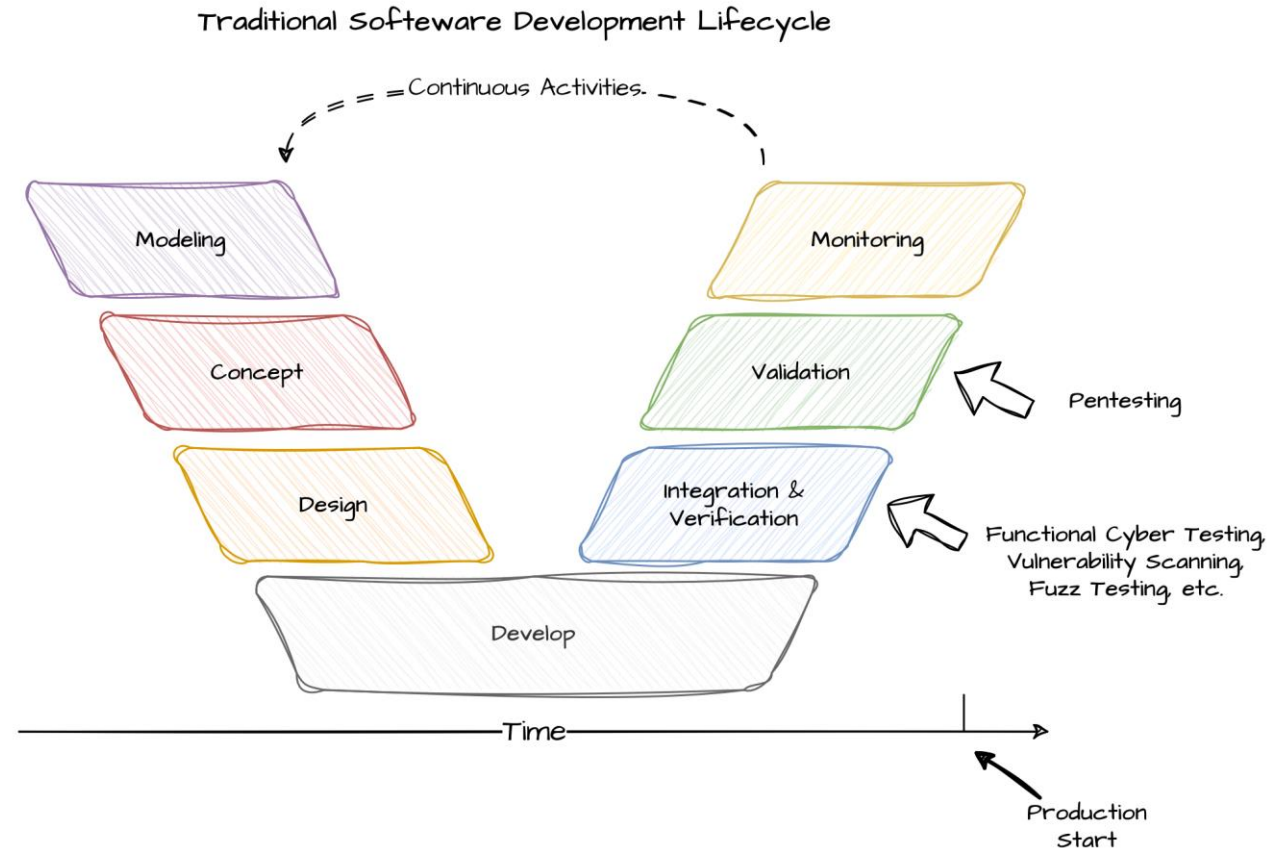 Traditional Softeware Development Lifecycle
Continuous Activities
Modeling
Monitoring
Concept
Validation
Pentesting
Design
Integration &
Verification
Functional Cyber Testing,
Vulnerability Scanning,
Fuzz Testing, etc.
Develop
Time
Production
Start